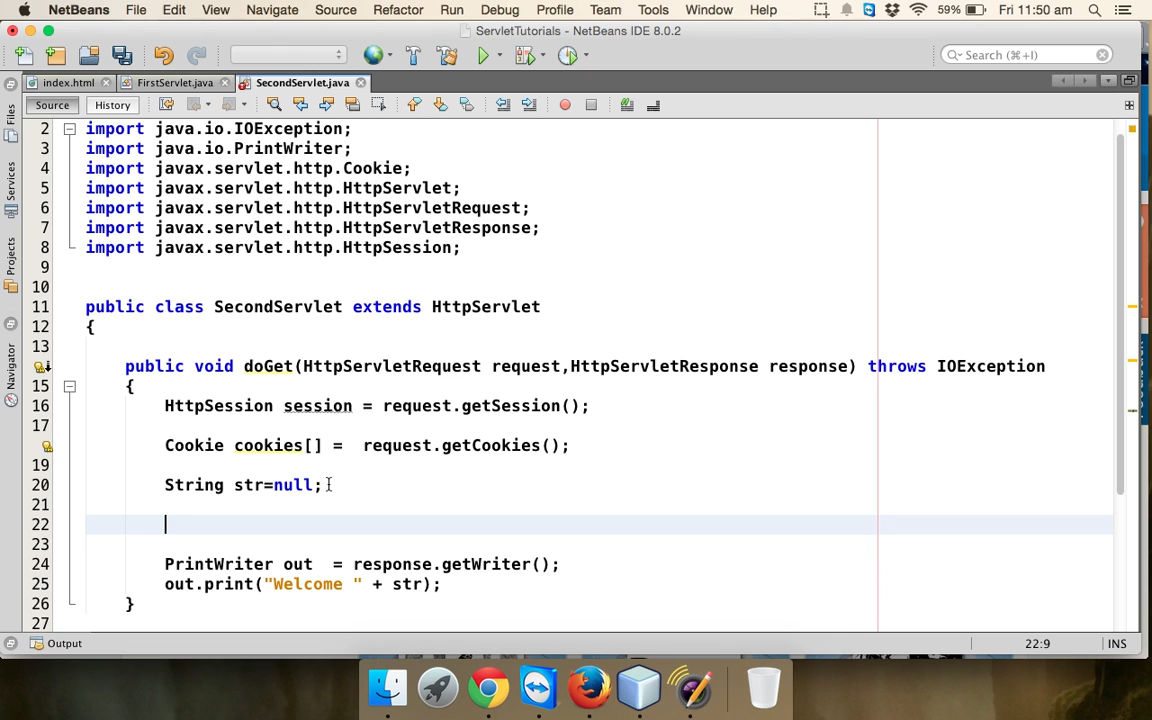 NetBeans File Edit View Navigate Source Refactor Run Debug Profile Team Tools Window Help 59% Fri 11:50 am
ServletTutorials - NetBeans IDE 8.0.2
Search (⌘+I)
index.html FirstServlet.java SecondServlet.java
Source History
Files
Services
Projects
Navigator
2 import java.io.IOException;
3 import java.io.PrintWriter;
4 import javax.servlet.http.Cookie;
5 import javax.servlet.http.HttpServlet;
6 import javax.servlet.http.HttpServletRequest;
7 import javax.servlet.http.HttpServletResponse;
8 import javax.servlet.http.HttpSession;
9
10
11 public class SecondServlet extends HttpServlet
12 {
13
public void doGet(HttpServletRequest request,HttpServletResponse response) throws IOException
15 {
16 HttpSession session = request.getSession();
17
Cookie cookies[] = request.getCookies();
19
20 String str=null;
21
22
23
24 PrintWriter out = response.getWriter();
25 out.print("Welcome " + str);
26 }
27
Output 22:9 INS